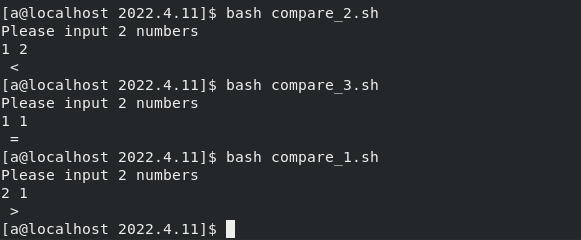 [a@localhost 2022.4.11]$ bash compare_2.sh
Please input 2 numbers
1 2
 <
[a@localhost 2022.4.11]$ bash compare_3.sh
Please input 2 numbers
1 1
 =
[a@localhost 2022.4.11]$ bash compare_1.sh
Please input 2 numbers
2 1
 >
[a@localhost 2022.4.11]$